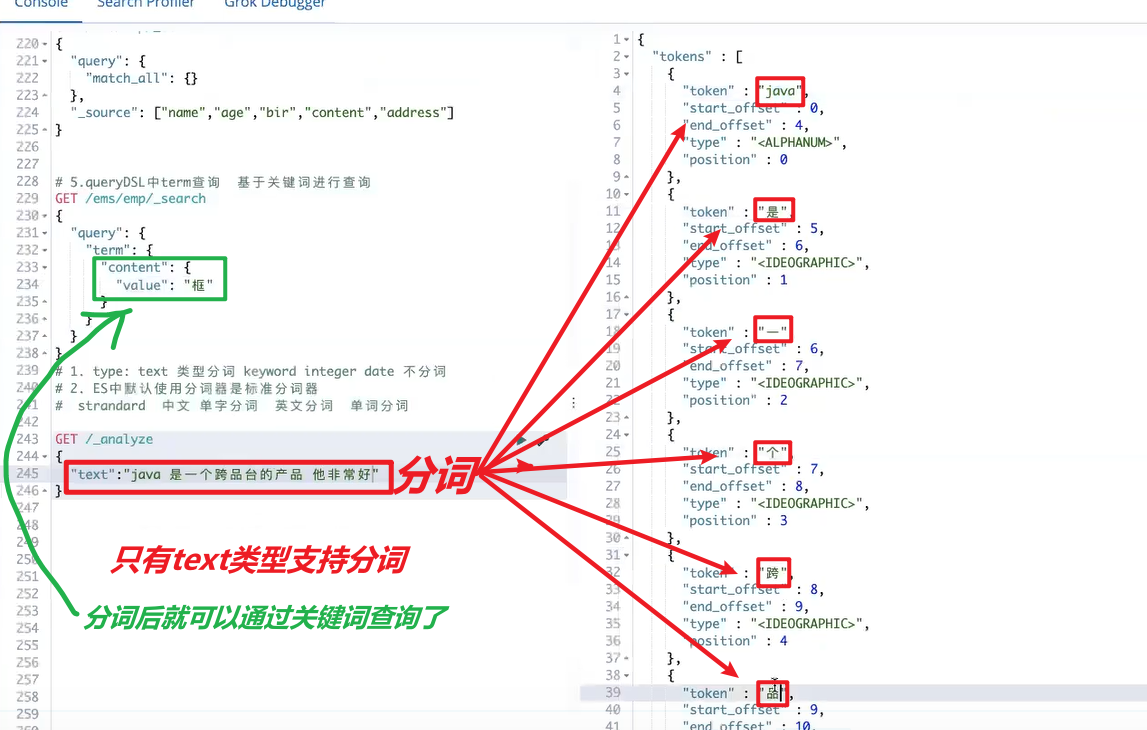 Console Search Profiler Grok Debugger
220 {
221 "query": {
222 "match_all": {}
223 },
224 "_source": ["name","age","bir","content","address"]
225 }
226
227
228 # 5.queryDSL中term查询 基于关键词进行查询
229 GET /ems/emp/_search
230 {
231 "query": {
232 "term": {
233 "content": {
234 "value": "框"
235 }
236 }
237 }
238 }
239 # 1. type: text 类型分词 keyword integer date 不分词
240 # 2. ES中默认使用分词器是标准分词器
241 # strandard 中文 单字分词 英文分词 单词分词
242
243 GET /_analyze
244 {
245 "text":"java 是一个跨品台的产品 他非常好"
246 }
247
248
249
250
251
252
253
254
255
256
257
258
259
分词
只有text类型支持分词
分词后就可以通过关键词查询了
1 {
2 "tokens" : [
3 {
4 "token" : "java",
5 "start_offset" : 0,
6 "end_offset" : 4,
7 "type" : "<ALPHANUM>",
8 "position" : 0
9 },
10 {
11 "token" : "是",
12 "start_offset" : 5,
13 "end_offset" : 6,
14 "type" : "<IDEOGRAPHIC>",
15 "position" : 1
16 },
17 {
18 "token" : "一",
19 "start_offset" : 6,
20 "end_offset" : 7,
21 "type" : "<IDEOGRAPHIC>",
22 "position" : 2
23 },
24 {
25 "token" : "个",
26 "start_offset" : 7,
27 "end_offset" : 8,
28 "type" : "<IDEOGRAPHIC>",
29 "position" : 3
30 },
31 {
32 "token" : "跨",
33 "start_offset" : 8,
34 "end_offset" : 9,
35 "type" : "<IDEOGRAPHIC>",
36 "position" : 4
37 },
38 {
39 "token" : "品",
40 "start_offset" : 9,
41 "end_offset" : 10,